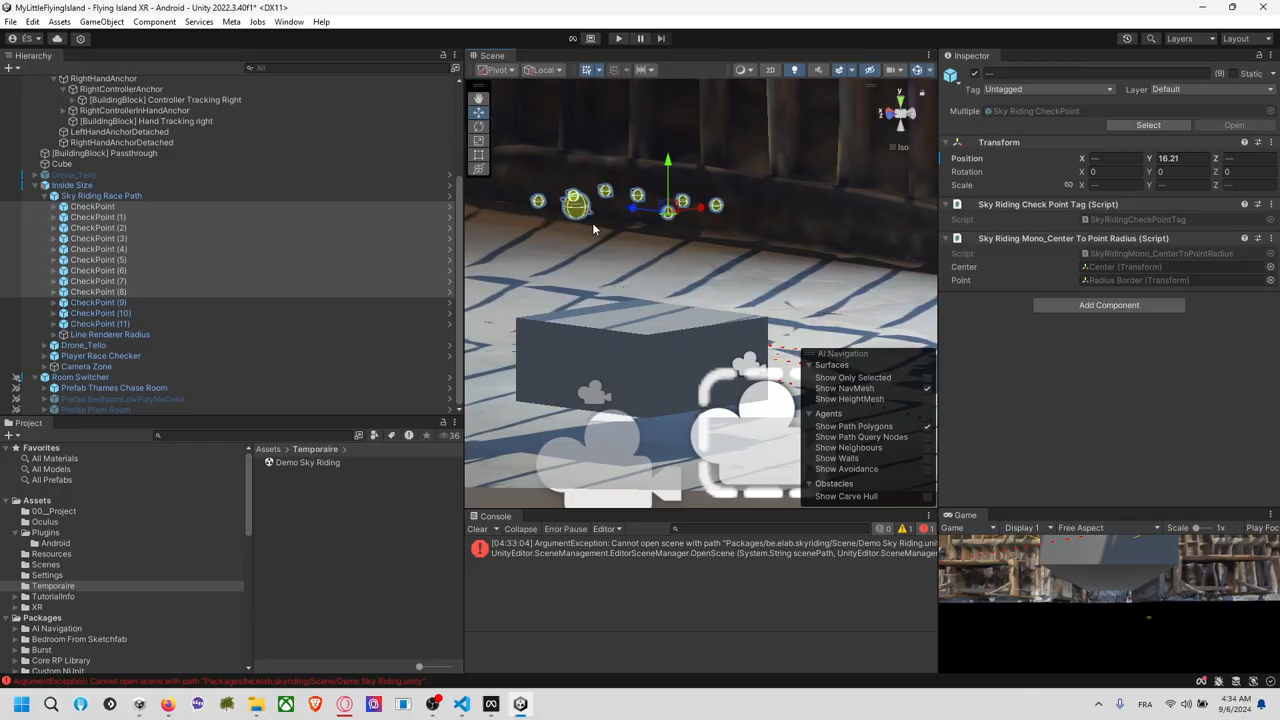 MyLittleFlyingIsland - Flying Island XR - Android - Unity 2022.3.40f1* <DX11>
File Edit Assets GameObject Component Services Meta Jobs Window Help
ÉS
Layers Layout
Hierarchy
All
RightHandAnchor
RightControllerAnchor
[BuildingBlock] Controller Tracking Right
RightControllerInHandAnchor
[BuildingBlock] Hand Tracking right
LeftHandAnchorDetached
RightHandAnchorDetached
[BuildingBlock] Passthrough
Cube
Drone_Tello
Inside Size
Sky Riding Race Path
CheckPoint
CheckPoint (1)
CheckPoint (2)
CheckPoint (3)
CheckPoint (4)
CheckPoint (5)
CheckPoint (6)
CheckPoint (7)
CheckPoint (8)
CheckPoint (9)
CheckPoint (10)
CheckPoint (11)
Line Renderer Radius
Drone_Tello
Player Race Checker
Camera Zone
Room Switcher
Prefab Thames Chase Room
Prefab BedroomLowPolyNoColor
Prefab Plant Room
Scene
Pivot Local 2D
y
x
z
Iso
AI Navigation
Surfaces
Show Only Selected
Show NavMesh
Show HeightMesh
Agents
Show Path Polygons
Show Path Query Nodes
Show Neighbours
Show Walls
Show Avoidance
Obstacles
Show Carve Hull
Inspector
— (9) Static
Tag Untagged Layer Default
Multiple Sky Riding CheckPoint
Select Open
Transform
Position X — Y 16.21 Z —
Rotation X 0 Y 0 Z 0
Scale X — Y — Z —
Sky Riding Check Point Tag (Script)
Script SkyRidingCheckPointTag
Sky Riding Mono_Center To Point Radius (Script)
Script SkyRidingMono_CenterToPointRadius
Center Center (Transform)
Point Radius Border (Transform)
Add Component
Project
36
Favorites
All Materials
All Models
All Prefabs
Assets
00__Project
Oculus
Plugins
Android
Resources
Scenes
Settings
Temporaire
TutorialInfo
XR
Packages
AI Navigation
Bedroom From Sketchfab
Burst
Core RP Library
Custom NUnit
Assets Temporaire
Demo Sky Riding
Console
Clear Collapse Error Pause Editor 0 1 1
[04:33:04] ArgumentException: Cannot open scene with path "Packages/be.elab.skyriding/Scene/Demo Sky Riding.unit
UnityEditor.SceneManagement.EditorSceneManager.OpenScene (System.String scenePath, UnityEditor.SceneManager
Game
Game Display 1 Free Aspect Scale 1x Play Foc
ArgumentException: Cannot open scene with path "Packages/be.elab.skyriding/Scene/Demo Sky Riding.unity".
FRA
4:34 AM
9/6/2024